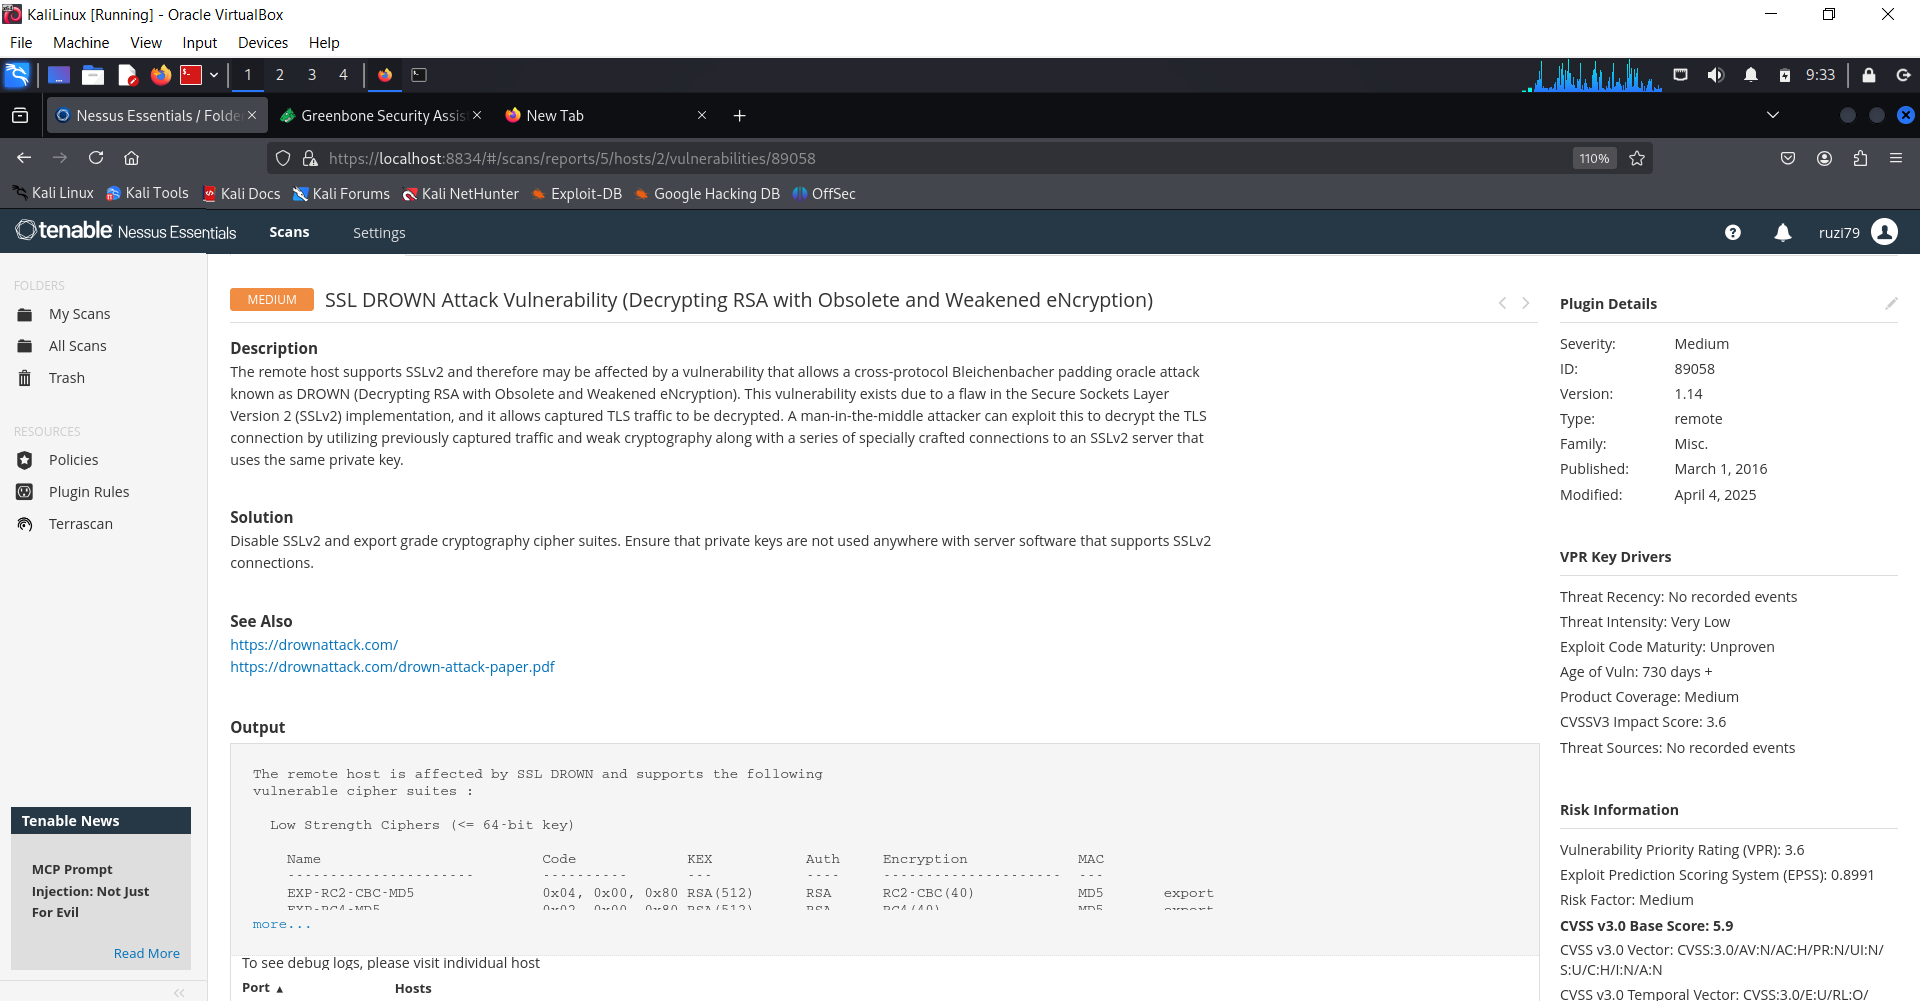 KaliLinux [Running] - Oracle VirtualBox
File Machine View Input Devices Help
1 2 3 4
9:33
Nessus Essentials / Folde
Greenbone Security Assis
New Tab
https://localhost:8834/#/scans/reports/5/hosts/2/vulnerabilities/89058
110%
Kali Linux Kali Tools Kali Docs Kali Forums Kali NetHunter Exploit-DB Google Hacking DB OffSec
tenable Nessus Essentials Scans Settings ruzi79
FOLDERS
My Scans
All Scans
Trash
RESOURCES
Policies
Plugin Rules
Terrascan
Tenable News
MCP Prompt
Injection: Not Just
For Evil
Read More
MEDIUM SSL DROWN Attack Vulnerability (Decrypting RSA with Obsolete and Weakened eNcryption)
Description
The remote host supports SSLv2 and therefore may be affected by a vulnerability that allows a cross-protocol Bleichenbacher padding oracle attack
known as DROWN (Decrypting RSA with Obsolete and Weakened eNcryption). This vulnerability exists due to a flaw in the Secure Sockets Layer
Version 2 (SSLv2) implementation, and it allows captured TLS traffic to be decrypted. A man-in-the-middle attacker can exploit this to decrypt the TLS
connection by utilizing previously captured traffic and weak cryptography along with a series of specially crafted connections to an SSLv2 server that
uses the same private key.
Solution
Disable SSLv2 and export grade cryptography cipher suites. Ensure that private keys are not used anywhere with server software that supports SSLv2
connections.
See Also
https://drownattack.com/
https://drownattack.com/drown-attack-paper.pdf
Output
The remote host is affected by SSL DROWN and supports the following
vulnerable cipher suites :
Low Strength Ciphers (<= 64-bit key)
Name Code KEX Auth Encryption MAC
---------------------- ---------- --- ---- --------------------- ---
EXP-RC2-CBC-MD5 0x04, 0x00, 0x80 RSA(512) RSA RC2-CBC(40) MD5 export
EXP-RC4-MD5 0x02, 0x00, 0x80 RSA(512) RSA RC4(40) MD5 export
more...
To see debug logs, please visit individual host
Port ▲ Hosts
Plugin Details
Severity: Medium
ID: 89058
Version: 1.14
Type: remote
Family: Misc.
Published: March 1, 2016
Modified: April 4, 2025
VPR Key Drivers
Threat Recency: No recorded events
Threat Intensity: Very Low
Exploit Code Maturity: Unproven
Age of Vuln: 730 days +
Product Coverage: Medium
CVSSV3 Impact Score: 3.6
Threat Sources: No recorded events
Risk Information
Vulnerability Priority Rating (VPR): 3.6
Exploit Prediction Scoring System (EPSS): 0.8991
Risk Factor: Medium
CVSS v3.0 Base Score: 5.9
CVSS v3.0 Vector: CVSS:3.0/AV:N/AC:H/PR:N/UI:N/
S:U/C:H/I:N/A:N
CVSS v3.0 Temporal Vector: CVSS:3.0/E:U/RL:O/